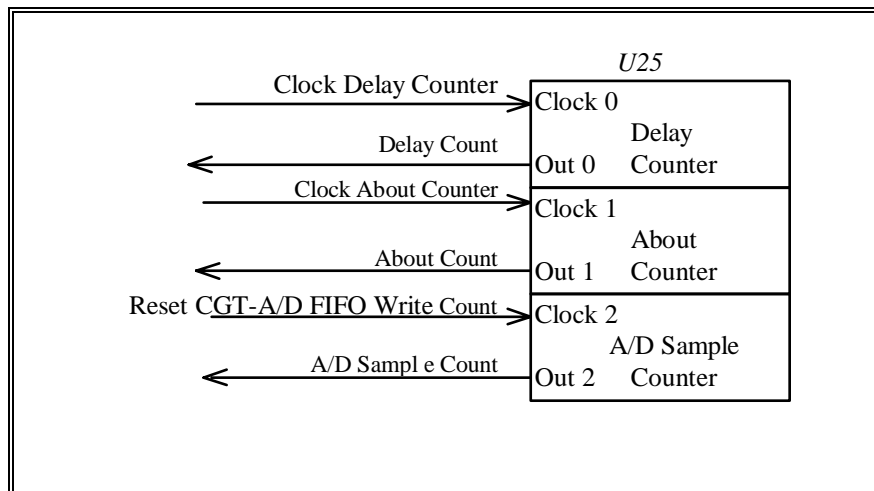 U25
Clock Delay Counter
Clock 0
Delay
Delay Count
Out 0
Counter
Clock About Counter
Clock 1
About
About Count
Out 1
Counter
Reset CGT-A/D FIFO Write Count
Clock 2
A/D Sample
A/D Sampl e Count
Out 2
Counter